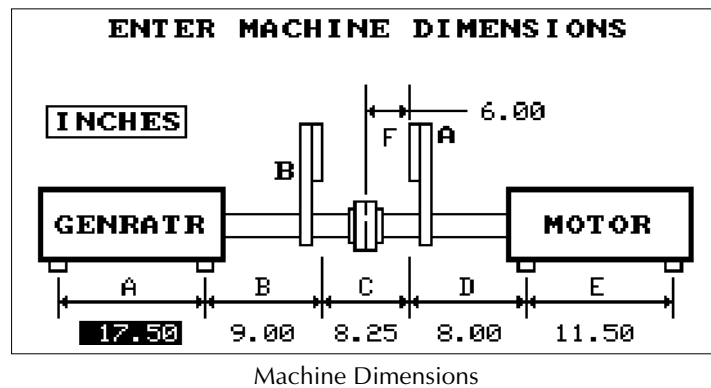 ENTER MACHINE DIMENSIONS
6.00
INCHES
F A
B
GENRATR MOTOR
A B C D E
17.50 9.00 8.25 8.00 11.50
Machine Dimensions